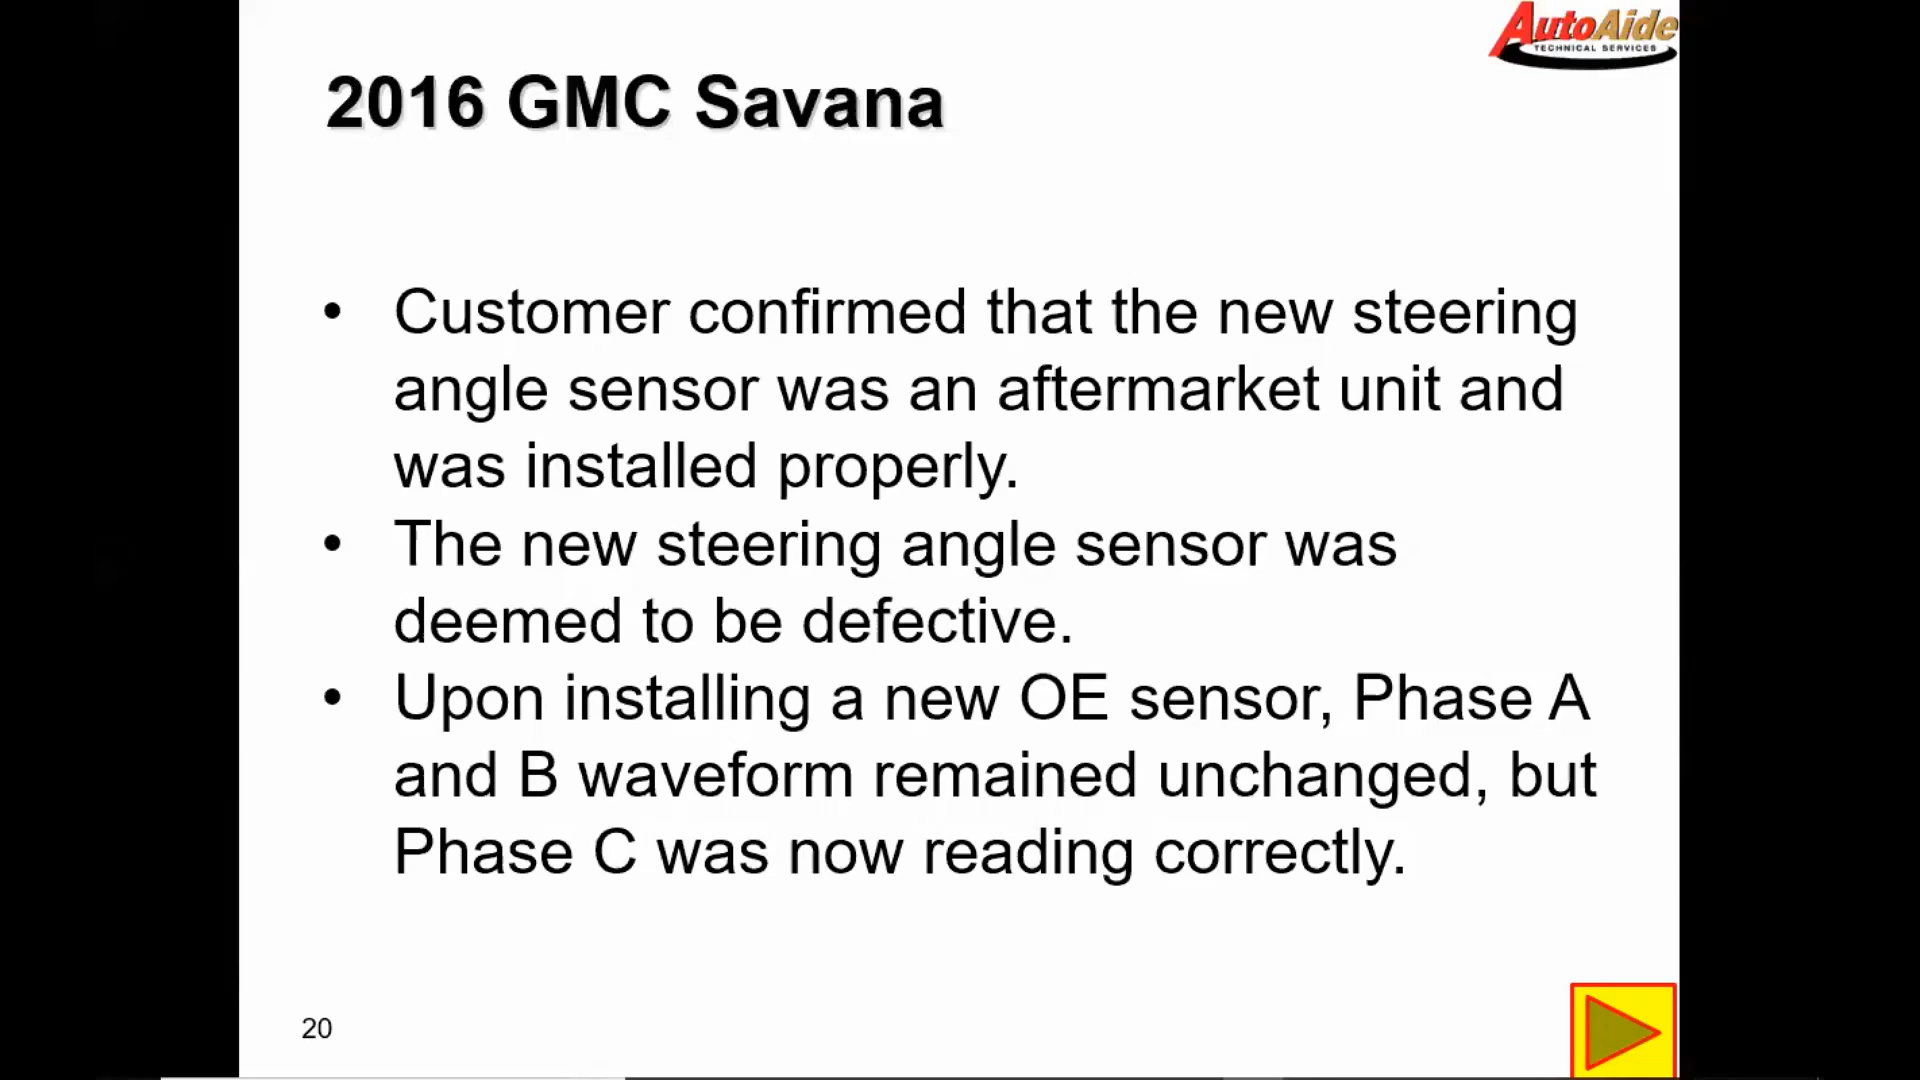 AutoAide
TECHNICAL SERVICES
2016 GMC Savana
• Customer confirmed that the new steering
angle sensor was an aftermarket unit and
was installed properly.
• The new steering angle sensor was
deemed to be defective.
• Upon installing a new OE sensor, Phase A
and B waveform remained unchanged, but
Phase C was now reading correctly.
20